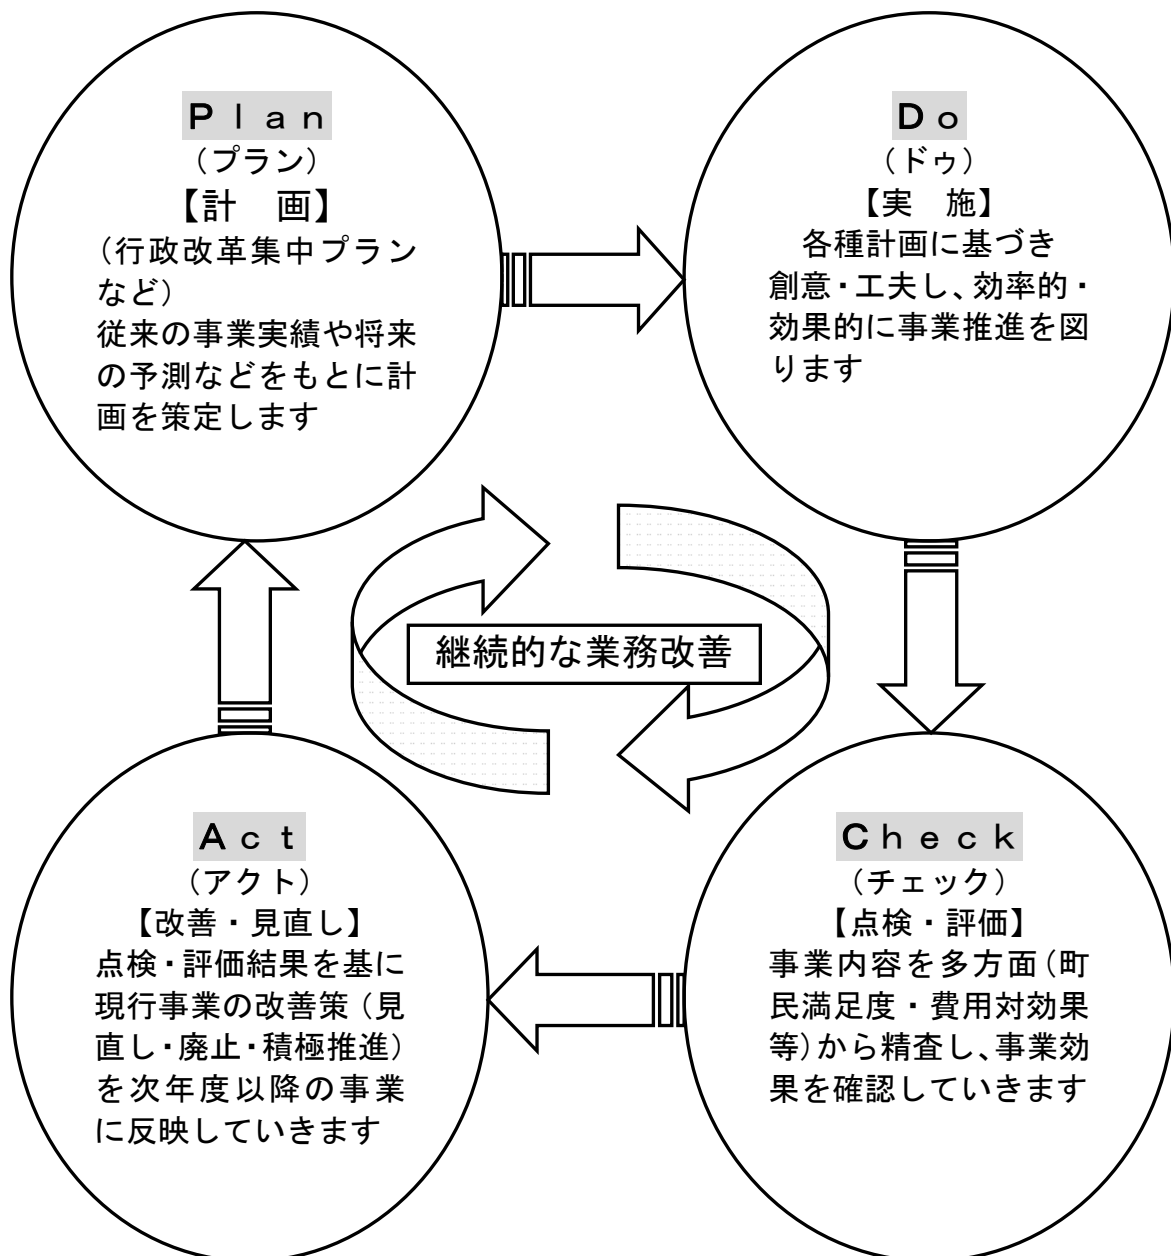 Ｐｌａｎ
（プラン）
【計　画】
（行政改革集中プラン
など）
従来の事業実績や将来
の予測などをもとに計
画を策定します
Ｄｏ
（ドゥ）
【実　施】
各種計画に基づき
創意・工夫し、効率的・
効果的に事業推進を図
ります
継続的な業務改善
Ａｃｔ
（アクト）
【改善・見直し】
点検・評価結果を基に
現行事業の改善策（見
直し・廃止・積極推進）
を次年度以降の事業
に反映していきます
Ｃｈｅｃｋ
（チェック）
【点検・評価】
事業内容を多方面（町
民満足度・費用対効果
等）から精査し、事業効
果を確認していきます